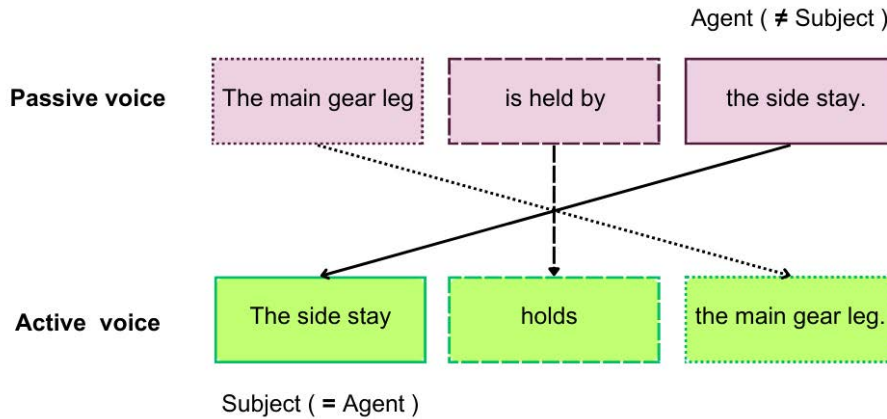 Agent ( ≠ Subject )
Passive voice The main gear leg is held by the side stay.
Active voice The side stay holds the main gear leg.
Subject ( = Agent )